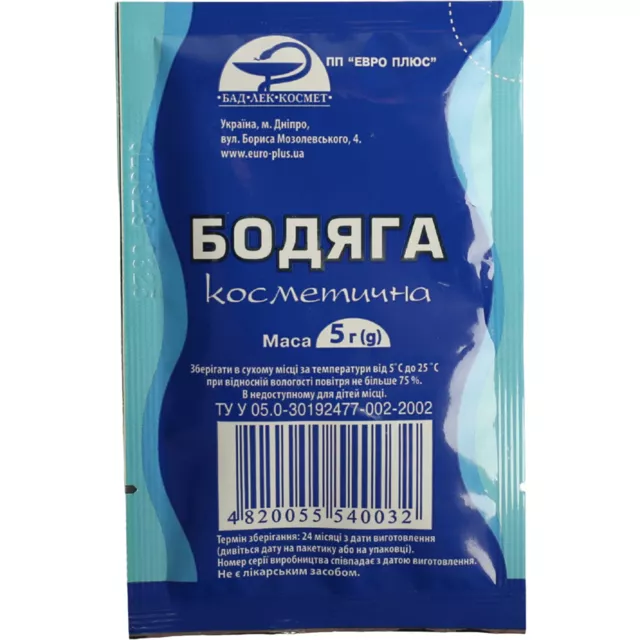 ПП "ЕВРО ПЛЮС"
•БАД•ЛЕК•КОСМЕТ•
Україна, м. Дніпро,
вул. Бориса Мозолевського, 4.
www.euro-plus.ua
БОДЯГА
косметична
Маса 5 г (g)
Зберігати в сухому місці за температури від 5˚С до 25˚С
при відносній вологості повітря не більше 75 %.
В недоступному для дітей місці.
ТУ У 05.0-30192477-002-2002
4820055 540032
Термін зберігання: 24 місяці з дати виготовлення
(дивіться дату на пакетику або на упаковці).
Номер серії виробництва співпадає з датою виготовлення.
Не є лікарським засобом.